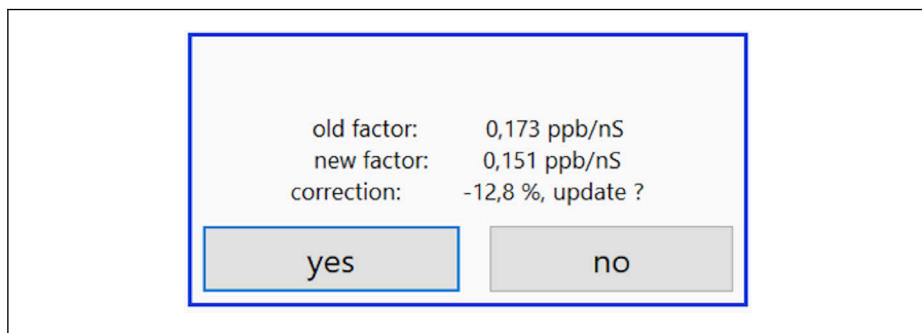 old factor: 0,173 ppb/nS
new factor: 0,151 ppb/nS
correction: -12,8 %, update ?
yes no